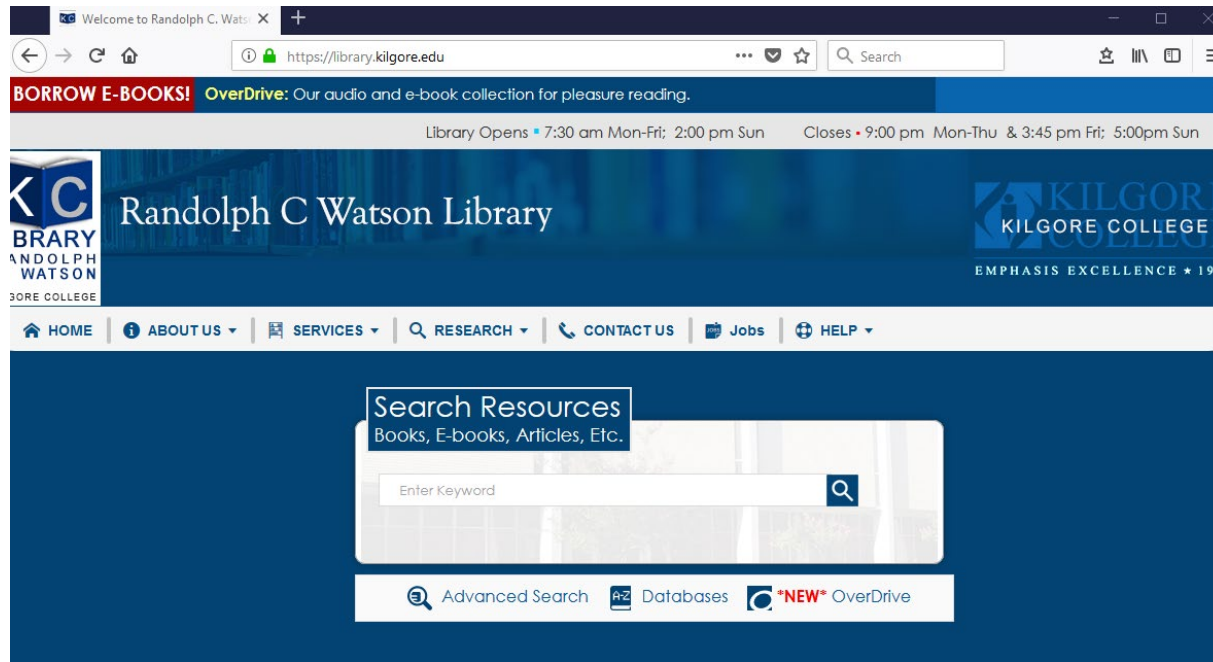 Welcome to Randolph C. Wats
https://library.kilgore.edu
Search
BORROW E-BOOKS! OverDrive: Our audio and e-book collection for pleasure reading.
Library Opens ▪ 7:30 am Mon-Fri; 2:00 pm Sun Closes • 9:00 pm Mon-Thu & 3:45 pm Fri; 5:00pm Sun
KC
BRARY
ANDOLPH
WATSON
GORE COLLEGE
Randolph C Watson Library
KILGOR
KILGORE COLLEGE
COLLEG
EMPHASIS EXCELLENCE ★ 19
HOME ABOUT US SERVICES RESEARCH CONTACT US Jobs HELP
Search Resources
Books, E-books, Articles, Etc.
Enter Keyword
Advanced Search A-Z Databases *NEW* OverDrive